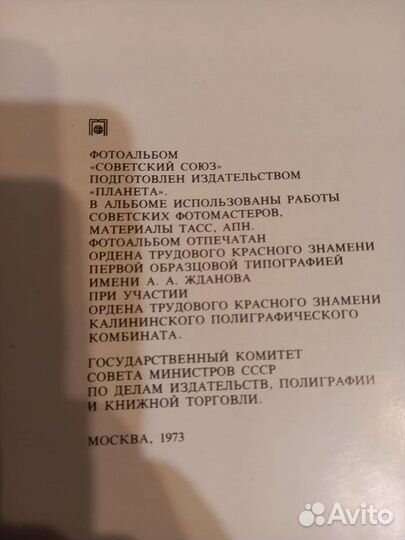 ФОТОАЛЬБОМ
«СОВЕТСКИЙ СОЮЗ»
ПОДГОТОВЛЕН ИЗДАТЕЛЬСТВОМ
«ПЛАНЕТА».
В АЛЬБОМЕ ИСПОЛЬЗОВАНЫ РАБОТЫ
СОВЕТСКИХ ФОТОМАСТЕРОВ,
МАТЕРИАЛЫ ТАСС, АПН.
ФОТОАЛЬБОМ ОТПЕЧАТАН
ОРДЕНА ТРУДОВОГО КРАСНОГО ЗНАМЕНИ
ПЕРВОЙ ОБРАЗЦОВОЙ ТИПОГРАФИЕЙ
ИМЕНИ А. А. ЖДАНОВА
ПРИ УЧАСТИИ
ОРДЕНА ТРУДОВОГО КРАСНОГО ЗНАМЕНИ
КАЛИНИНСКОГО ПОЛИГРАФИЧЕСКОГО
КОМБИНАТА.
ГОСУДАРСТВЕННЫЙ КОМИТЕТ
СОВЕТА МИНИСТРОВ СССР
ПО ДЕЛАМ ИЗДАТЕЛЬСТВ, ПОЛИГРАФИИ
И КНИЖНОЙ ТОРГОВЛИ.
МОСКВА, 1973
Avito